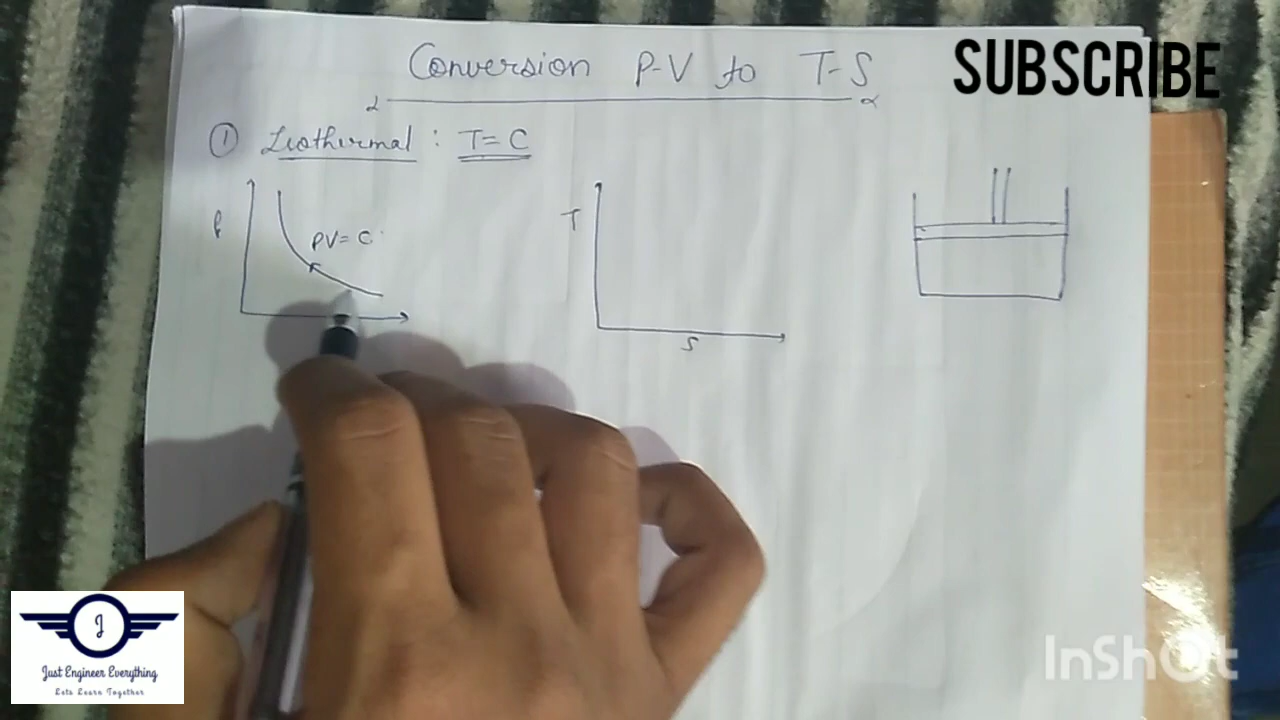 Conversion P-V to T-S
SUBSCRIBE
① Isothermal : T = C
P
PV = C
T
S
J
Just Engineer Everything
Lets Learn Together
InShOt